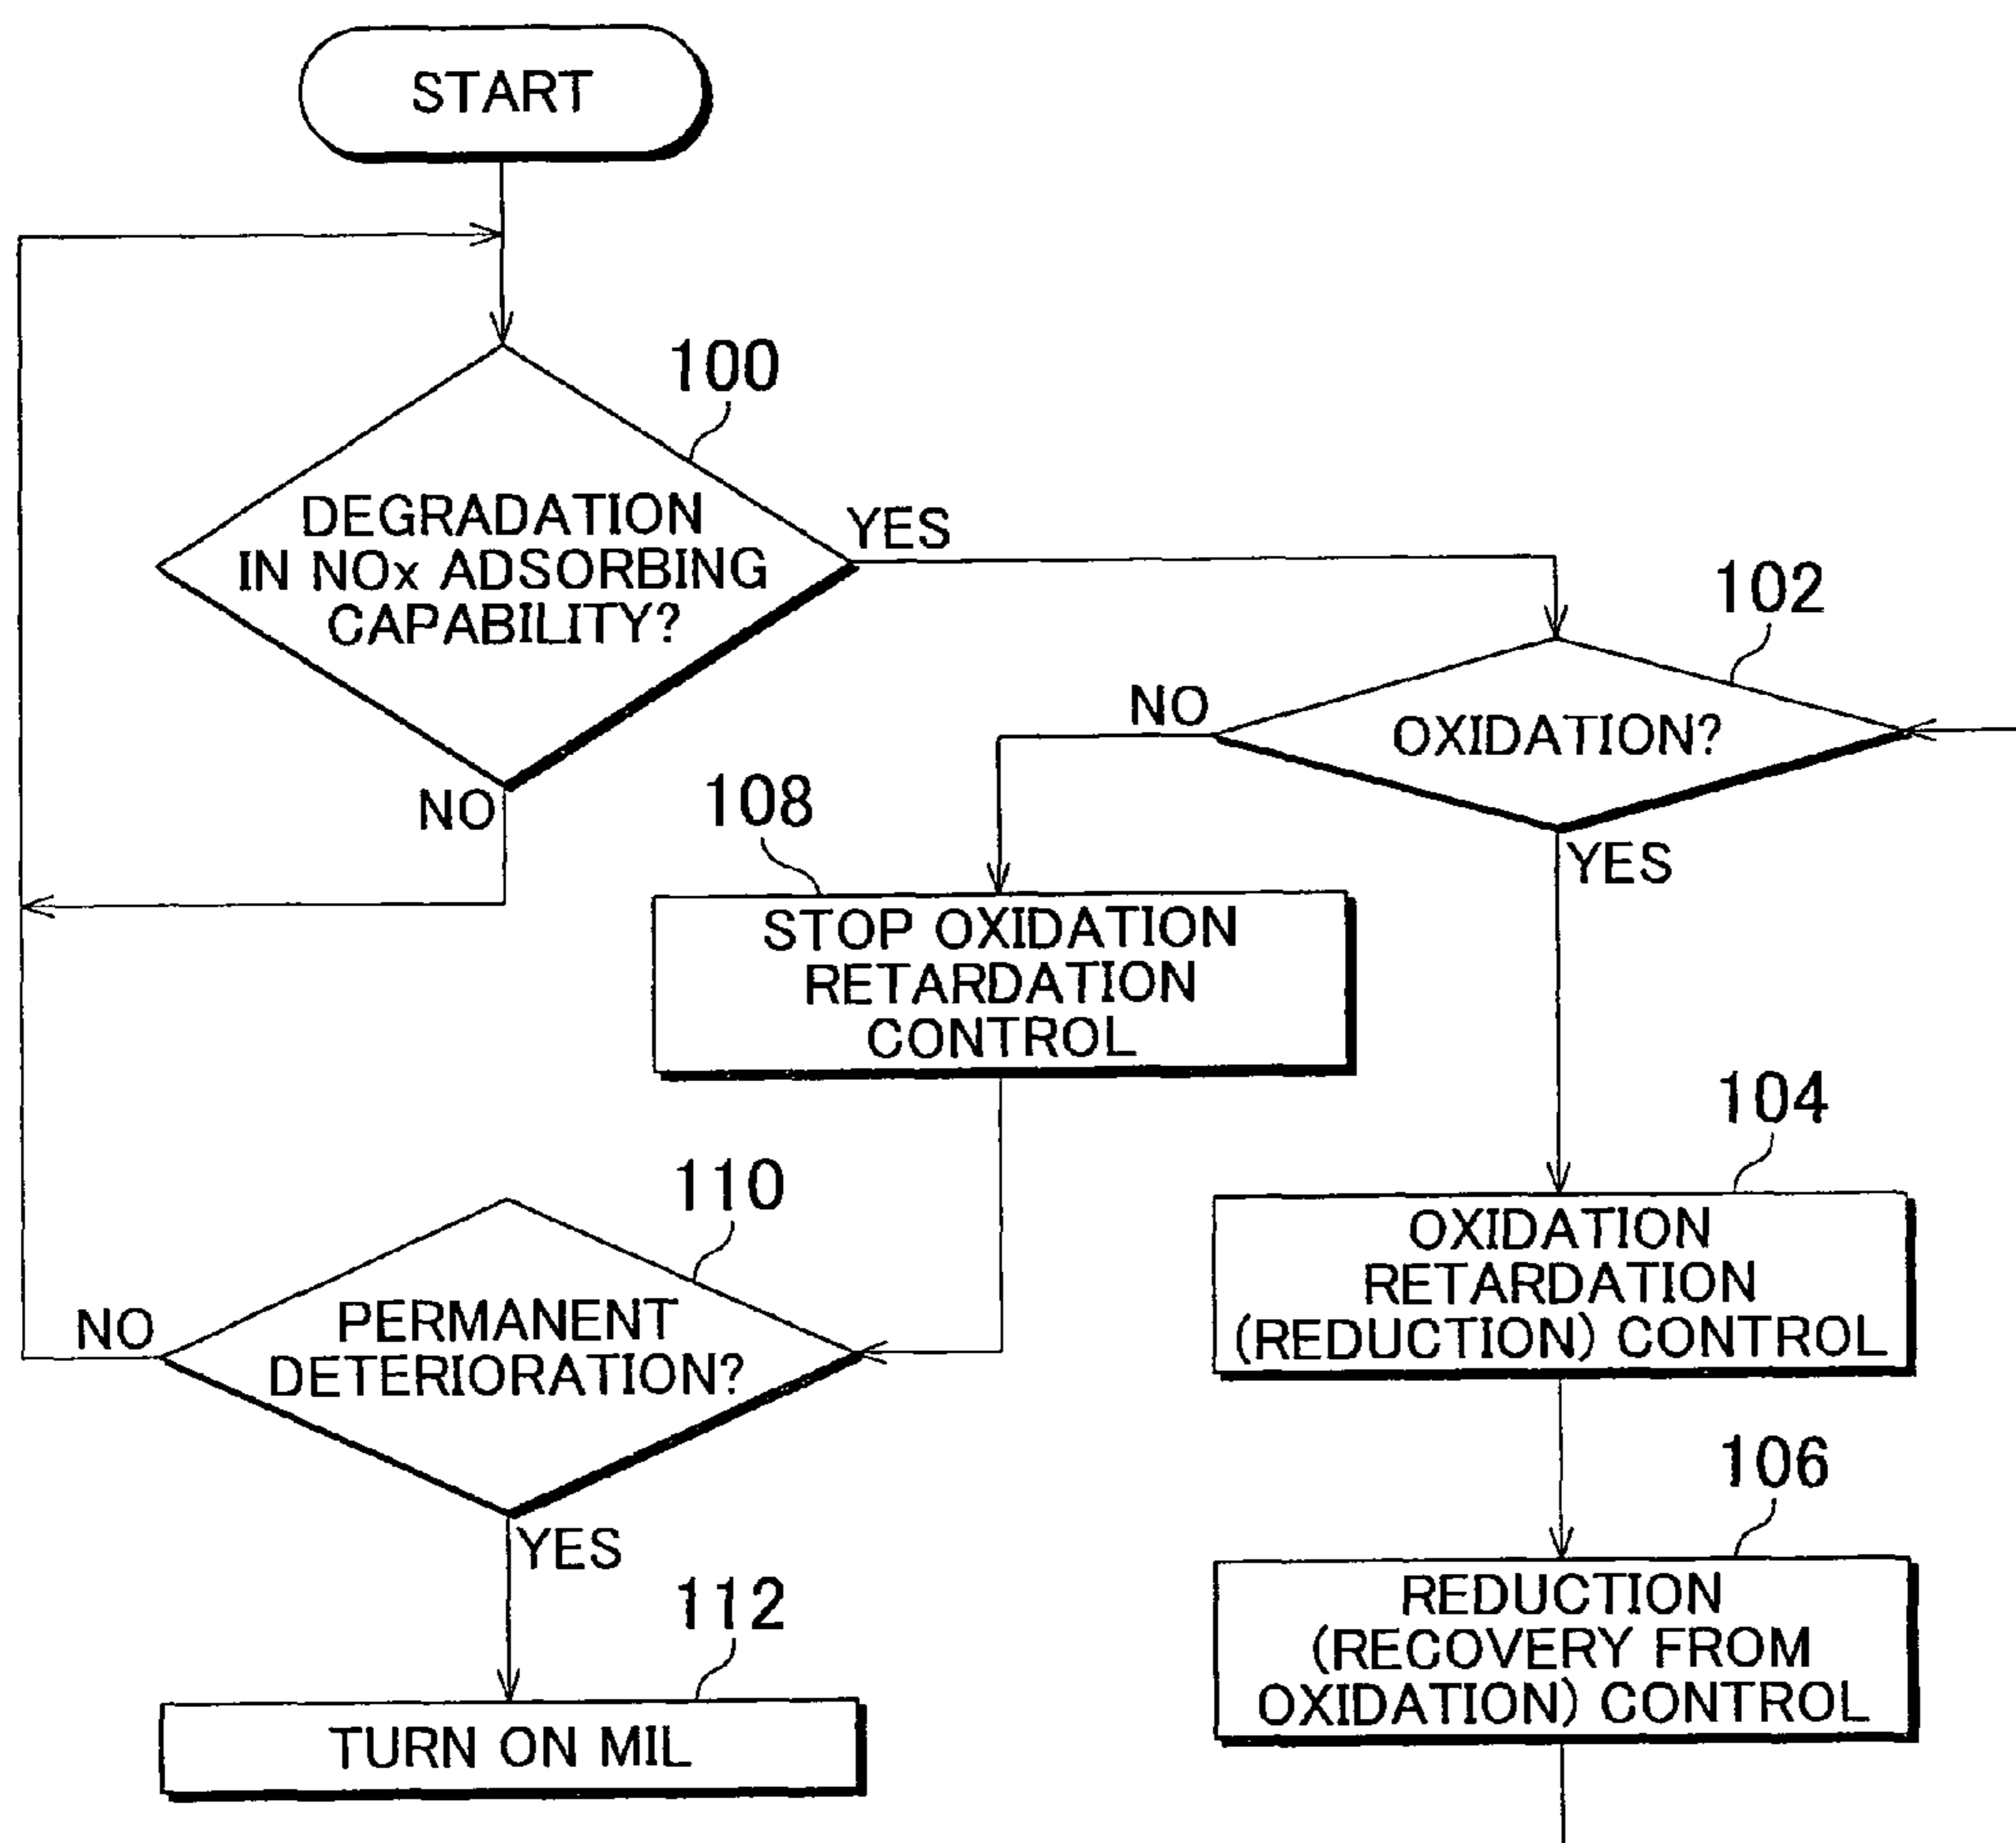 START
100
DEGRADATION
IN NOx ADSORBING
CAPABILITY?
YES
NO
102
OXIDATION?
NO
YES
108
STOP OXIDATION
RETARDATION
CONTROL
104
OXIDATION
RETARDATION
(REDUCTION) CONTROL
110
PERMANENT
DETERIORATION?
NO
YES
106
REDUCTION
(RECOVERY FROM
OXIDATION) CONTROL
112
TURN ON MIL